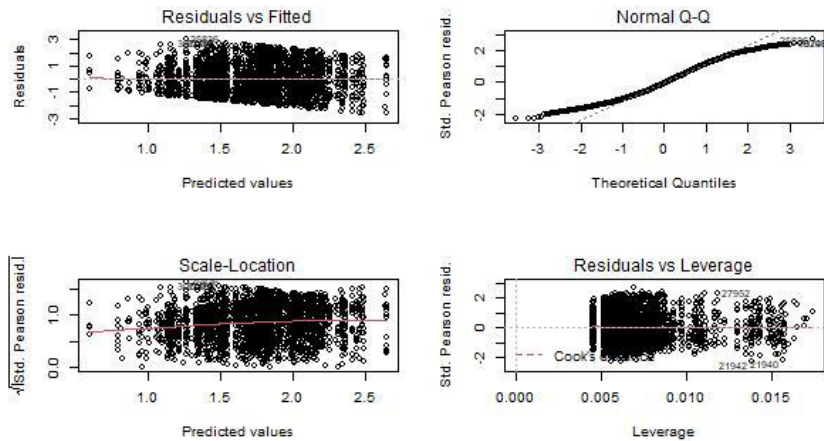 Residuals vs Fitted
Residuals
3
1
-1
-3
1.0 1.5 2.0 2.5
Predicted values
Normal Q-Q
Std. Pearson resid.
2
0
-2
-3 -2 -1 0 1 2 3
Theoretical Quantiles
Scale-Location
√|Std. Pearson resid.
1.0
0.0
1.0 1.5 2.0 2.5
Predicted values
Residuals vs Leverage
Std. Pearson resid.
2
0
-2
27952
Cook's
21942 21940
0.000 0.005 0.010 0.015
Leverage